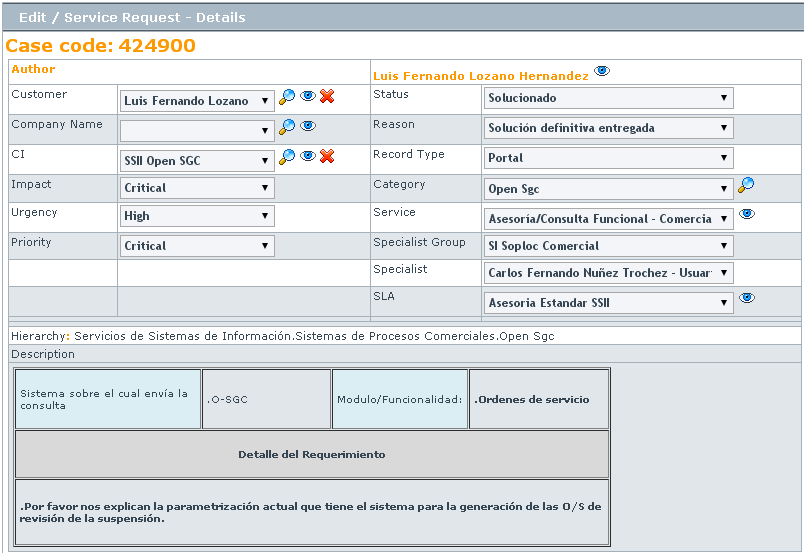 Edit / Service Request - Details
Case code: 424900
Author
Luis Fernando Lozano Hernandez
Customer
Luis Fernando Lozano
Status
Solucionado
Company Name
Reason
Solución definitiva entregada
CI
SSII Open SGC
Record Type
Portal
Impact
Critical
Category
Open Sgc
Urgency
High
Service
Asesoría/Consulta Funcional - Comercia
Priority
Critical
Specialist Group
SI Soploc Comercial
Specialist
Carlos Fernando Nuñez Trochez - Usuar
SLA
Asesoria Estandar SSII
Hierarchy: Servicios de Sistemas de Información.Sistemas de Procesos Comerciales.Open Sgc
Description
Sistema sobre el cual envía la
consulta
.O-SGC
Modulo/Funcionalidad:
.Ordenes de servicio
Detalle del Requerimiento
.Por favor nos explican la parametrización actual que tiene el sistema para la generación de las O/S de
revisión de la suspensión.